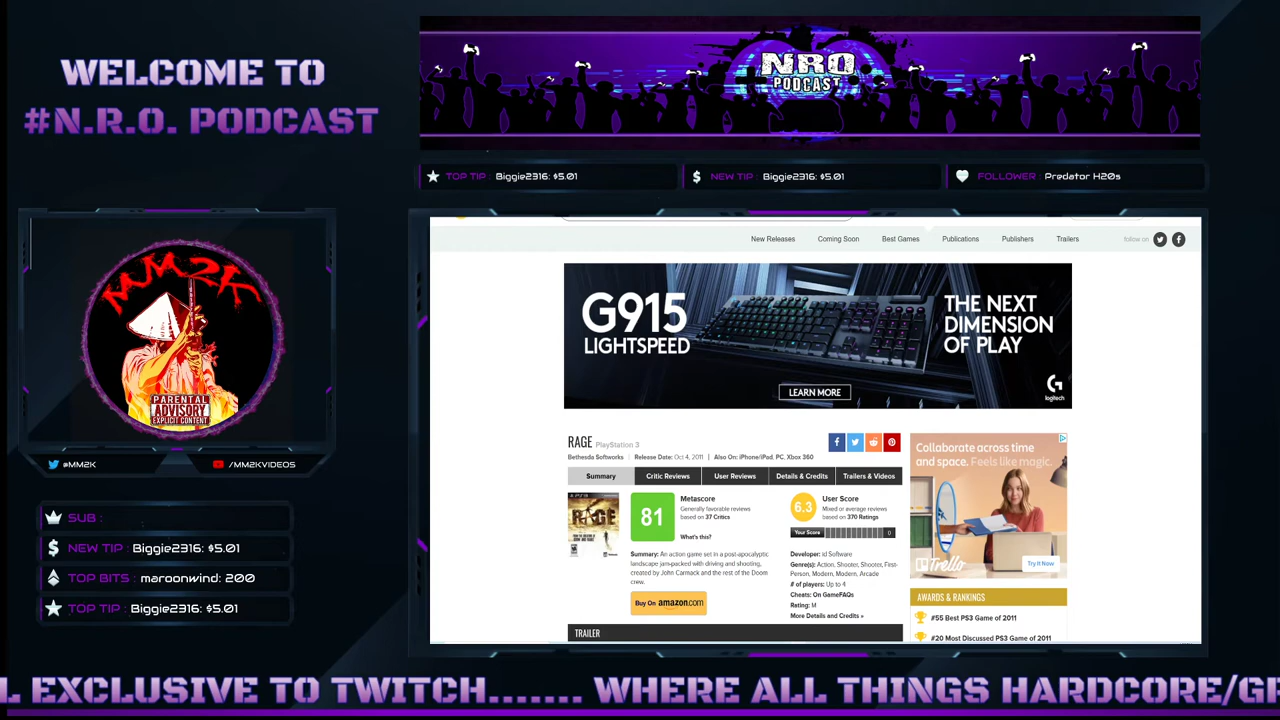 WELCOME TO
#N.R.O. PODCAST
NRO
PODCAST
TOP TIP : Biggie2316: $5.01
NEW TIP : Biggie2316: $5.01
FOLLOWER : Predator H20s
MM2K
PARENTAL
ADVISORY
EXPLICIT CONTENT
@MM2K
/MM2KVIDEOS
SUB :
NEW TIP : Biggie2316: $5.01
Moonwind: 200
TOP TIP : Biggie2316: $5.01
New Releases Coming Soon Best Games Publications Publishers Trailers follow on
G915
LIGHTSPEED
THE NEXT
DIMENSION
OF PLAY
LEARN MORE
logitech
RAGE PlayStation 3
Bethesda Softworks | Release Date: Oct 4, 2011 | Also On: iPhone/iPad, PC, Xbox 360
Summary Critic Reviews User Reviews Details & Credits Trailers & Videos
RAGE
81
Metascore
Generally favorable reviews
based on 37 Critics
What's this?
6.3
User Score
Mixed or average reviews
based on 370 Ratings
Your Score 0
Summary: An action game set in a post-apocalyptic
landscape jam-packed with driving and shooting,
created by John Carmack and the rest of the Doom
crew.
Buy On amazon.com
Developer: id Software
Genre(s): Action, Shooter, Shooter, First-
Person, Modern, Modern, Arcade
# of players: Up to 4
Cheats: On GameFAQs
Rating: M
More Details and Credits »
TRAILER
Collaborate across time
and space. Feels like magic.
Trello
Try It Now
AWARDS & RANKINGS
#55 Best PS3 Game of 2011
#20 Most Discussed PS3 Game of 2011
L EXCLUSIVE TO TWITCH....... WHERE ALL THINGS HARDCORE/